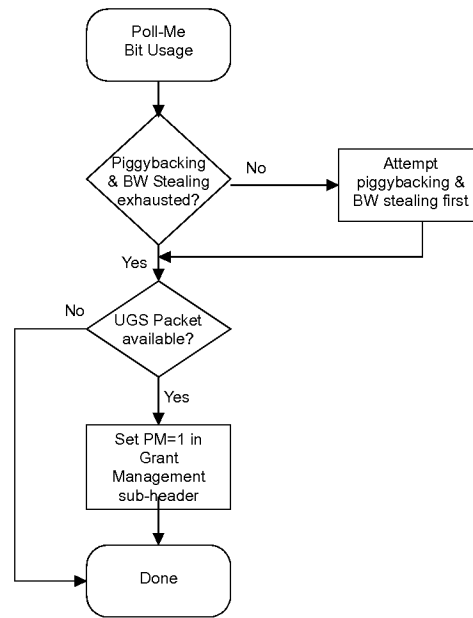 Poll-Me
Bit Usage
Piggybacking
& BW Stealing
exhausted?
No
Attempt
piggybacking &
BW stealing first
Yes
No
UGS Packet
available?
Yes
Set PM=1 in
Grant
Management
sub-header
Done